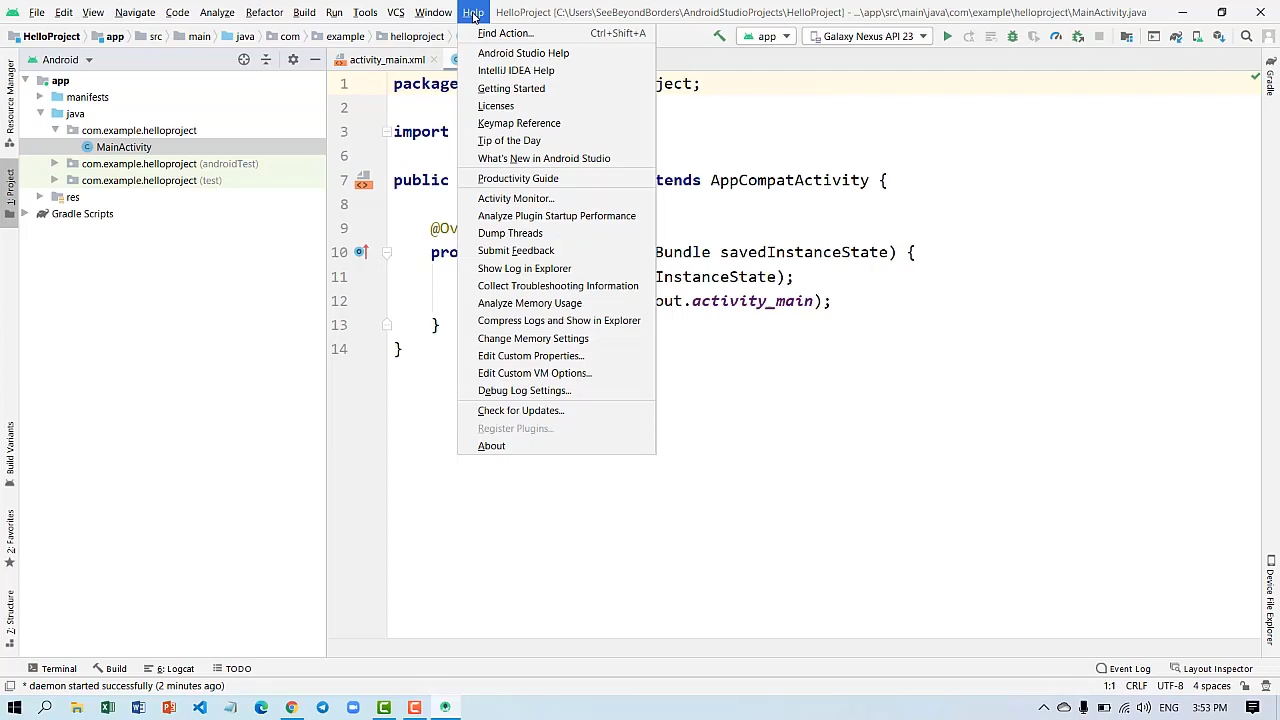 File Edit View Navigate Code Analyze Refactor Build Run Tools VCS Window Help HelloProject [C:\Users\SeeBeyondBorders\AndroidStudioProjects\HelloProject] - ...\app\src\main\java\com\example\helloproject\MainActivity.java
HelloProject app src main java com example helloproject app Galaxy Nexus API 23
Android activity_main.xml
app
manifests
java
com.example.helloproject
MainActivity
com.example.helloproject (androidTest)
com.example.helloproject (test)
res
Gradle Scripts
Resource Manager
1: Project
Build Variants
2: Favorites
7: Structure
1 package ject;
2
3 import
6
7 public tends AppCompatActivity {
8
9 @Ov
10 pro Bundle savedInstanceState) {
11 InstanceState);
12 out.activity_main);
13 }
14 }
Find Action... Ctrl+Shift+A
Android Studio Help
IntelliJ IDEA Help
Getting Started
Licenses
Keymap Reference
Tip of the Day
What's New in Android Studio
Productivity Guide
Activity Monitor...
Analyze Plugin Startup Performance
Dump Threads
Submit Feedback
Show Log in Explorer
Collect Troubleshooting Information
Analyze Memory Usage
Compress Logs and Show in Explorer
Change Memory Settings
Edit Custom Properties...
Edit Custom VM Options...
Debug Log Settings...
Check for Updates...
Register Plugins...
About
Gradle
Device File Explorer
Terminal Build 6: Logcat TODO Event Log Layout Inspector
* daemon started successfully (2 minutes ago) 1:1 CRLF UTF-8 4 spaces
ENG 3:53 PM